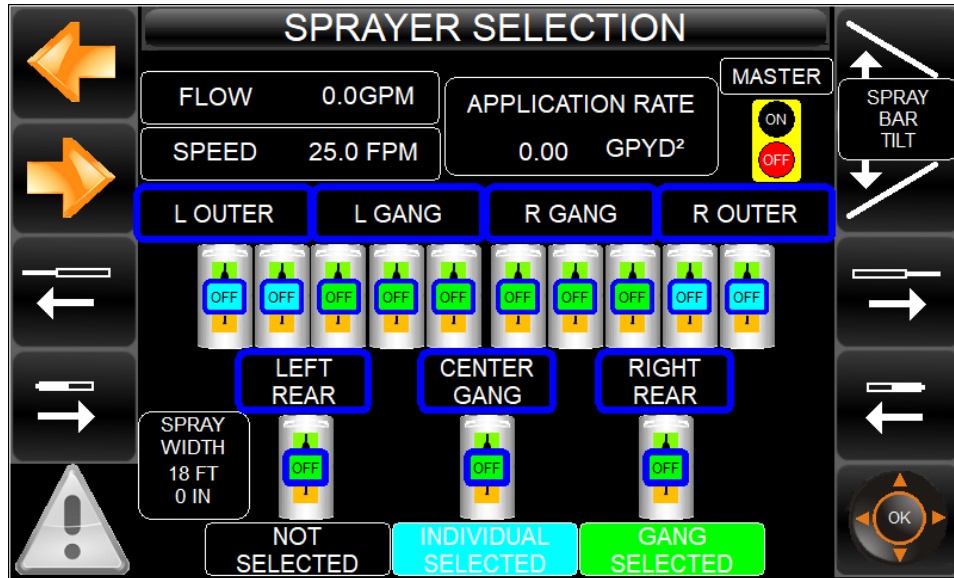 SPRAYER SELECTION
FLOW 0.0GPM
SPEED 25.0 FPM
APPLICATION RATE
0.00 GPYD²
MASTER
ON
OFF
SPRAY
BAR
TILT
L OUTER L GANG R GANG R OUTER
OFF OFF OFF OFF OFF OFF OFF OFF OFF OFF
LEFT
REAR
CENTER
GANG
RIGHT
REAR
SPRAY
WIDTH
18 FT
0 IN
OFF OFF OFF
OK
NOT
SELECTED
INDIVIDUAL
SELECTED
GANG
SELECTED